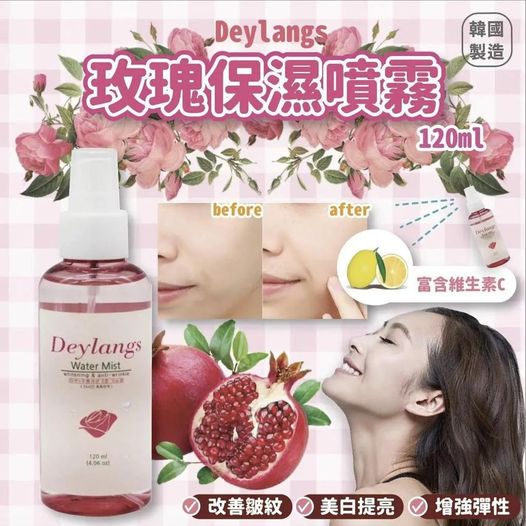 Deylangs
韓國
製造
玫瑰保濕噴霧
120ml
before
after
富含維生素C
Deylangs
Water Mist
whitening & anti-wrinkle
120 ml
(4.06 oz)
改善皺紋
美白提亮
增強彈性